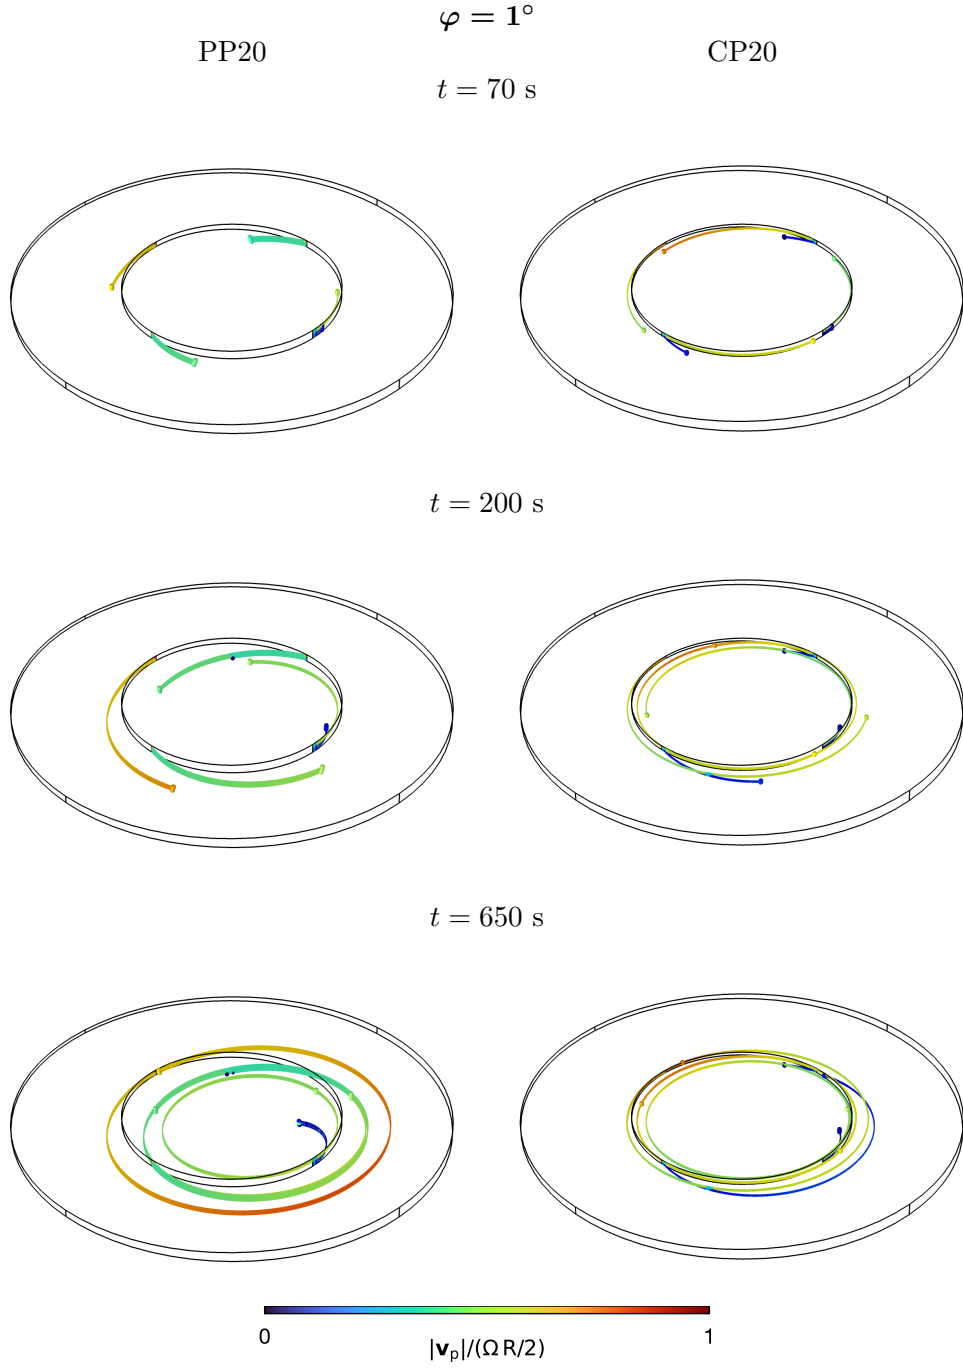 φ = 1°
PP20 CP20
t = 70 s
t = 200 s
t = 650 s
0 1
|v_p|/(Ω R/2)